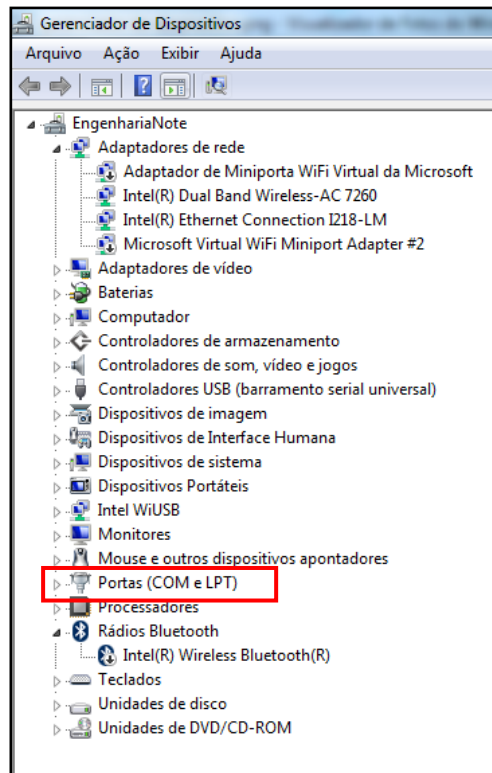 Gerenciador de Dispositivos
Arquivo Ação Exibir Ajuda
EngenhariaNote
Adaptadores de rede
Adaptador de Miniporta WiFi Virtual da Microsoft
Intel(R) Dual Band Wireless-AC 7260
Intel(R) Ethernet Connection I218-LM
Microsoft Virtual WiFi Miniport Adapter #2
Adaptadores de vídeo
Baterias
Computador
Controladores de armazenamento
Controladores de som, vídeo e jogos
Controladores USB (barramento serial universal)
Dispositivos de imagem
Dispositivos de Interface Humana
Dispositivos de sistema
Dispositivos Portáteis
Intel WiUSB
Monitores
Mouse e outros dispositivos apontadores
Portas (COM e LPT)
Processadores
Rádios Bluetooth
Intel(R) Wireless Bluetooth(R)
Teclados
Unidades de disco
Unidades de DVD/CD-ROM